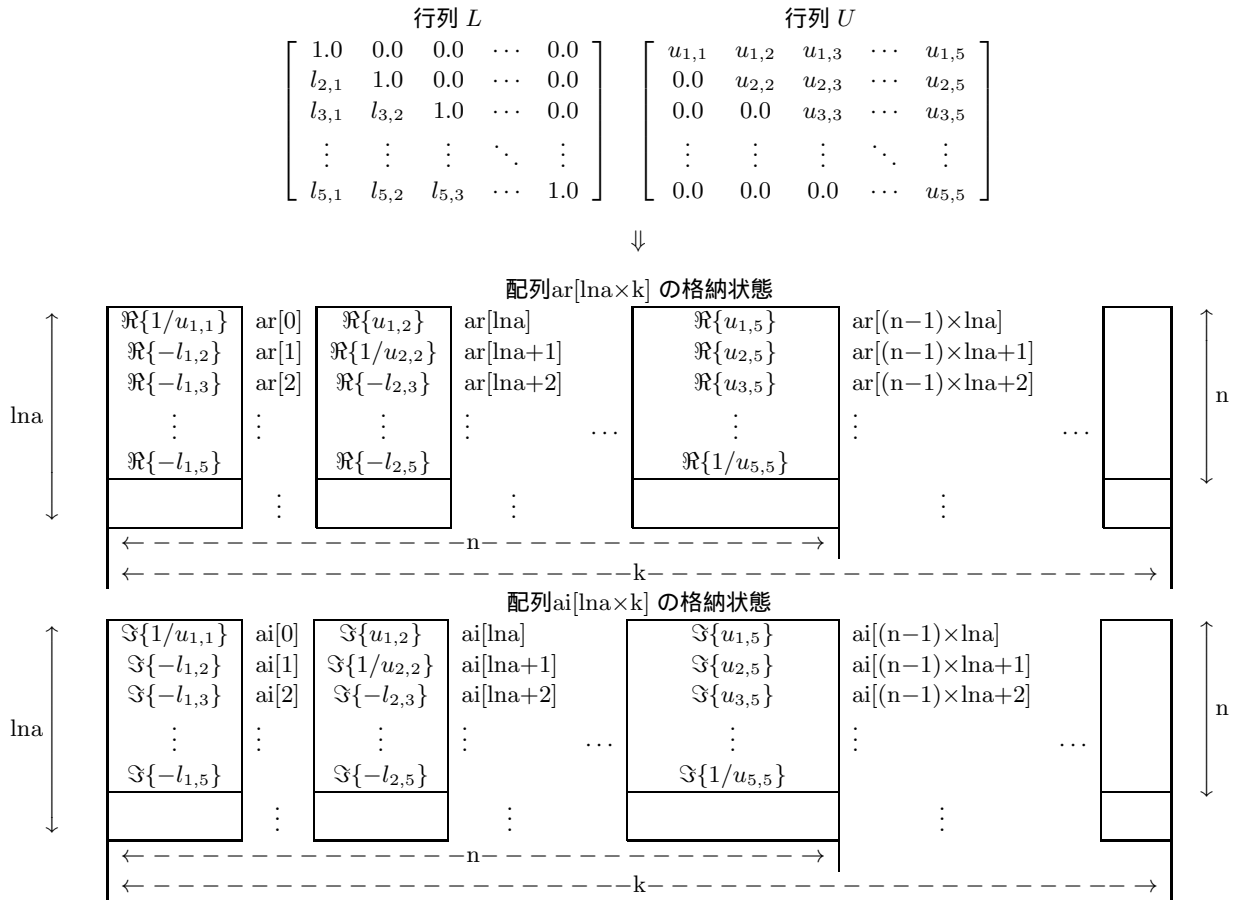 行列 L 行列 U
1.0 0.0 0.0 ⋯ 0.0 u1,1 u1,2 u1,3 ⋯ u1,5
l2,1 1.0 0.0 ⋯ 0.0 0.0 u2,2 u2,3 ⋯ u2,5
l3,1 l3,2 1.0 ⋯ 0.0 0.0 0.0 u3,3 ⋯ u3,5
⋮ ⋮ ⋮ ⋱ ⋮ ⋮ ⋮ ⋮ ⋱ ⋮
l5,1 l5,2 l5,3 ⋯ 1.0 0.0 0.0 0.0 ⋯ u5,5
⇓
配列ar[lna×k] の格納状態
ℜ{1/u1,1} ar[0] ℜ{u1,2} ar[lna] ℜ{u1,5} ar[(n−1)×lna]
ℜ{−l1,2} ar[1] ℜ{1/u2,2} ar[lna+1] ℜ{u2,5} ar[(n−1)×lna+1]
ℜ{−l1,3} ar[2] ℜ{−l2,3} ar[lna+2] ℜ{u3,5} ar[(n−1)×lna+2]
lna ⋮ ⋮ ⋮ ⋮ ⋯ ⋮ ⋮ ⋯ n
ℜ{−l1,5} ℜ{−l2,5} ℜ{1/u5,5}
⋮ ⋮ ⋮
n
k
配列ai[lna×k] の格納状態
ℑ{1/u1,1} ai[0] ℑ{u1,2} ai[lna] ℑ{u1,5} ai[(n−1)×lna]
ℑ{−l1,2} ai[1] ℑ{1/u2,2} ai[lna+1] ℑ{u2,5} ai[(n−1)×lna+1]
ℑ{−l1,3} ai[2] ℑ{−l2,3} ai[lna+2] ℑ{u3,5} ai[(n−1)×lna+2]
lna ⋮ ⋮ ⋮ ⋮ ⋯ ⋮ ⋮ ⋯ n
ℑ{−l1,5} ℑ{−l2,5} ℑ{1/u5,5}
⋮ ⋮ ⋮
n
k